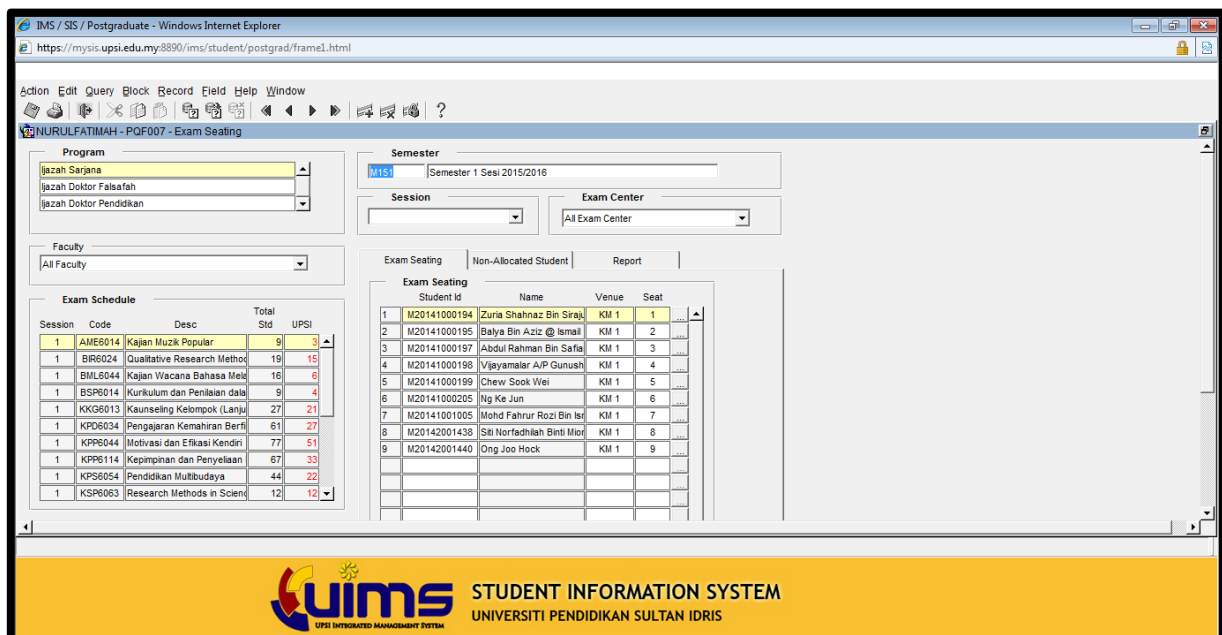 IMS / SIS / Postgraduate - Windows Internet Explorer
https://mysis.upsi.edu.my:8890/ims/student/postgrad/frame1.html
Action Edit Query Block Record Field Help Window
NURULFATIMAH - PQF007 - Exam Seating
Program
Ijazah Sarjana
Ijazah Doktor Falsafah
Ijazah Doktor Pendidikan
Semester
M151 Semester 1 Sesi 2015/2016
Session
Exam Center
All Exam Center
Faculty
All Faculty
Exam Schedule
Total
Session Code Desc Std UPSI
1 AME6014 Kajian Muzik Popular 9 3
1 BIR6024 Qualitative Research Method 19 15
1 BML6044 Kajian Wacana Bahasa Mela 16 6
1 BSP6014 Kurikulum dan Penilaian dala 9 4
1 KKG6013 Kaunseling Kelompok (Lanju 27 21
1 KPD6034 Pengajaran Kemahiran Berfi 61 27
1 KPP6044 Motivasi dan Efikasi Kendiri 77 51
1 KPP6114 Kepimpinan dan Penyeliaan 67 33
1 KPS6054 Pendidikan Multibudaya 44 22
1 KSP6063 Research Methods in Scienc 12 12
Exam Seating Non-Allocated Student Report
Exam Seating
Student Id Name Venue Seat
1 M20141000194 Zuria Shahnaz Bin Siraju KM 1 1 ...
2 M20141000195 Balya Bin Aziz @ Ismail KM 1 2 ...
3 M20141000197 Abdul Rahman Bin Safia KM 1 3 ...
4 M20141000198 Vijayamalar A/P Gunush KM 1 4 ...
5 M20141000199 Chew Sook Wei KM 1 5 ...
6 M20141000205 Ng Ke Jun KM 1 6 ...
7 M20141001005 Mohd Fahrur Rozi Bin Isr KM 1 7 ...
8 M20142001438 Siti Norfadhilah Binti Mior KM 1 8 ...
9 M20142001440 Ong Joo Hock KM 1 9 ...
uims
UPSI INTEGRATED MANAGEMENT SYSTEM
STUDENT INFORMATION SYSTEM
UNIVERSITI PENDIDIKAN SULTAN IDRIS